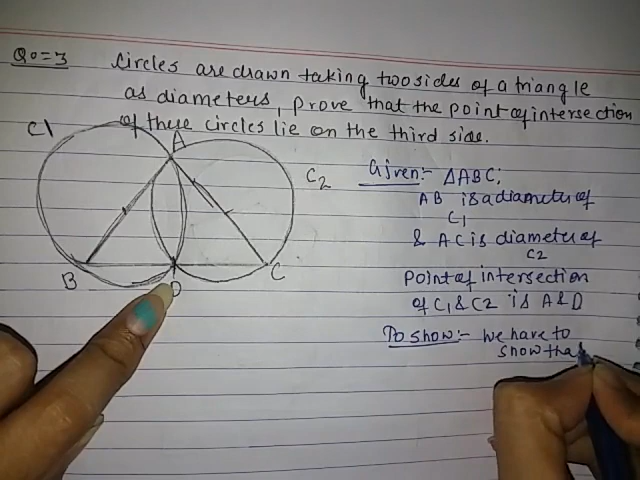 Qo=3 Circles are drawn taking two sides of a triangle
as diameters, prove that the point of intersection
of these circles lie on the third side.
C1
A
C2
B
D
C
Given:- ΔABC;
AB is a diameter of
C1
& AC is diameter of
C2
point of intersection
of C1 & C2 is A & D
To show:- we have to
show tha